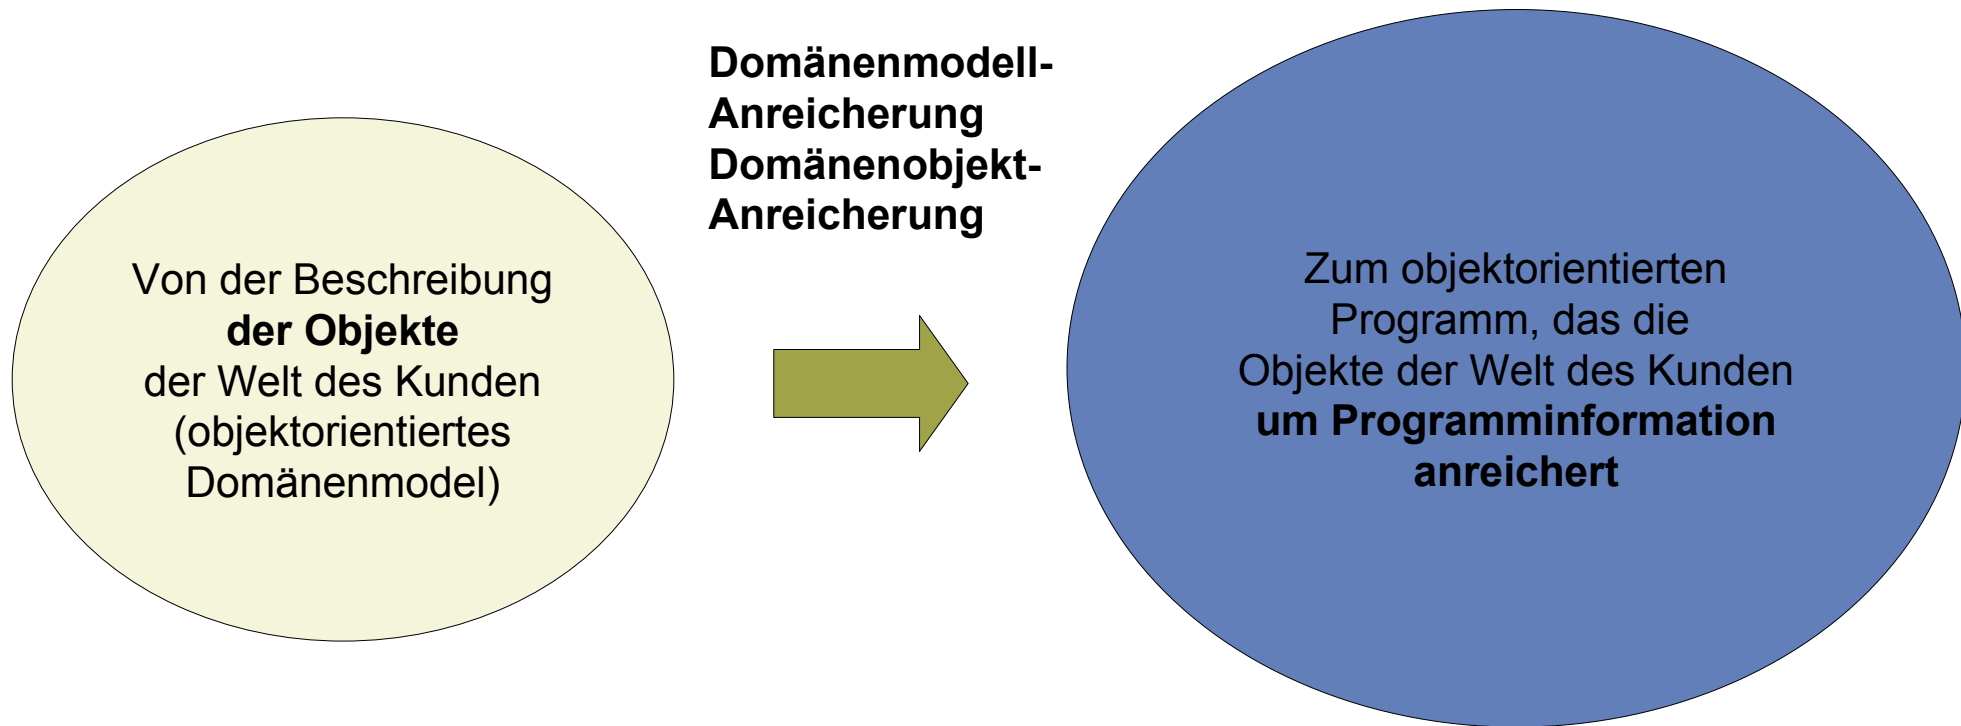 Von der Beschreibung
der Objekte
der Welt des Kunden
(objektorientiertes
Domänenmodel)
Domänenmodell-
Anreicherung
Domänenobjekt-
Anreicherung
Zum objektorientierten
Programm, das die
Objekte der Welt des Kunden
um Programminformation
anreichert